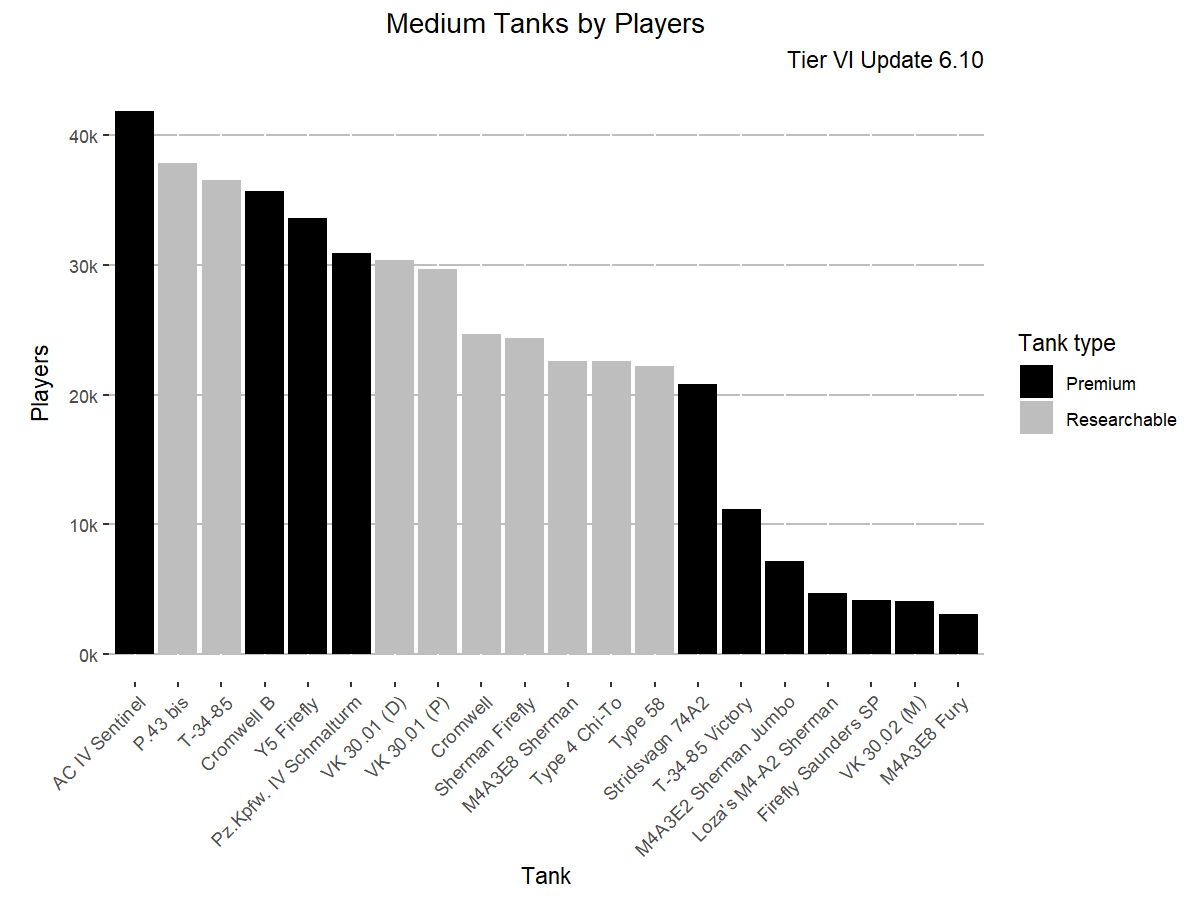 Medium Tanks by Players
Tier VI Update 6.10
40k
30k
20k
10k
0k
Players
AC IV Sentinel
P.43 bis
T-34-85
Cromwell B
Y5 Firefly
Pz.Kpfw. IV Schmalturm
VK 30.01 (D)
VK 30.01 (P)
Cromwell
Sherman Firefly
M4A3E8 Sherman
Type 4 Chi-To
Type 58
Stridsvagn 74A2
T-34-85 Victory
M4A3E2 Sherman Jumbo
Loza's M4-A2 Sherman
Firefly Saunders SP
VK 30.02 (M)
M4A3E8 Fury
Tank
Tank type
Premium
Researchable